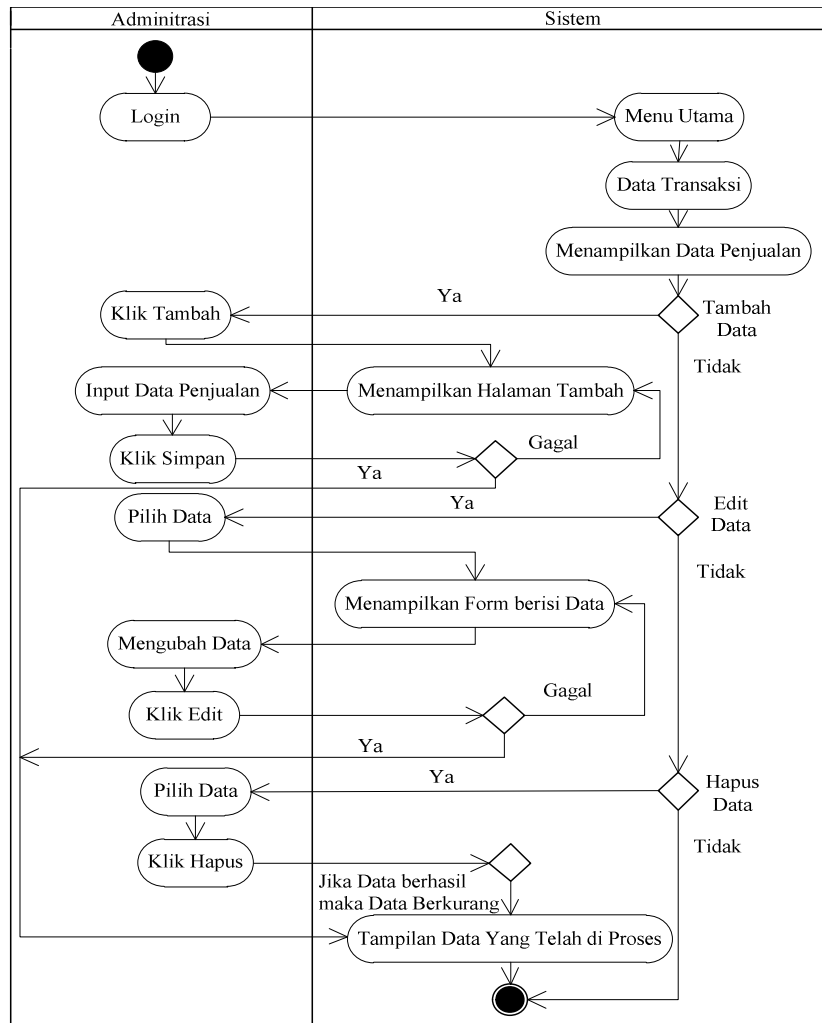 Adminitrasi
Sistem
Login
Menu Utama
Data Transaksi
Menampilkan Data Penjualan
Ya
Klik Tambah
Tambah
Data
Tidak
Input Data Penjualan
Menampilkan Halaman Tambah
Gagal
Klik Simpan
Ya
Pilih Data
Ya
Edit
Data
Tidak
Menampilkan Form berisi Data
Mengubah Data
Gagal
Klik Edit
Ya
Ya
Pilih Data
Hapus
Data
Tidak
Klik Hapus
Jika Data berhasil
maka Data Berkurang
Tampilan Data Yang Telah di Proses